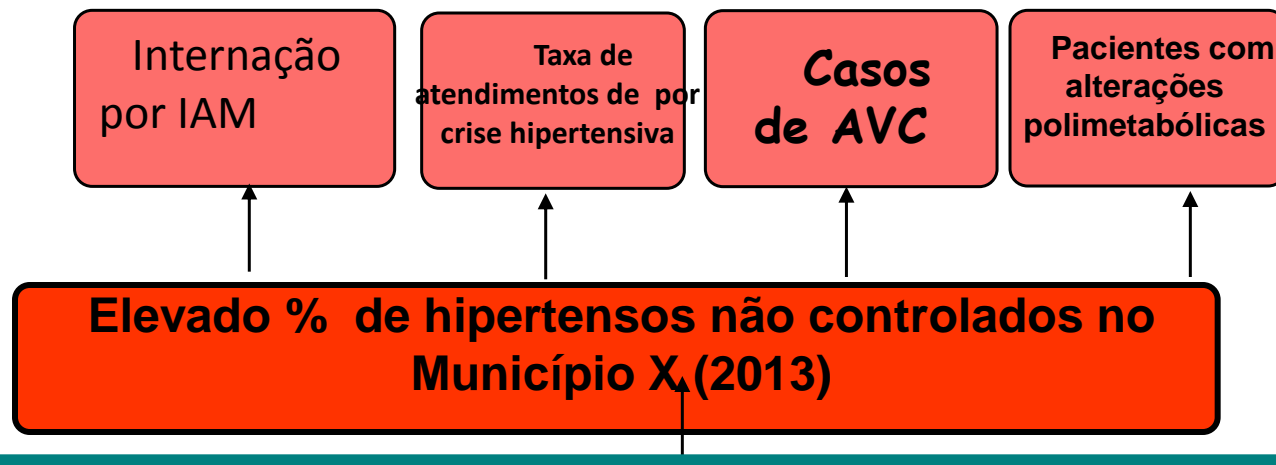 Internação
por IAM
Taxa de
atendimentos de por
crise hipertensiva
Casos
de AVC
Pacientes com
alterações
polimetabólicas
Elevado % de hipertensos não controlados no
Município X (2013)